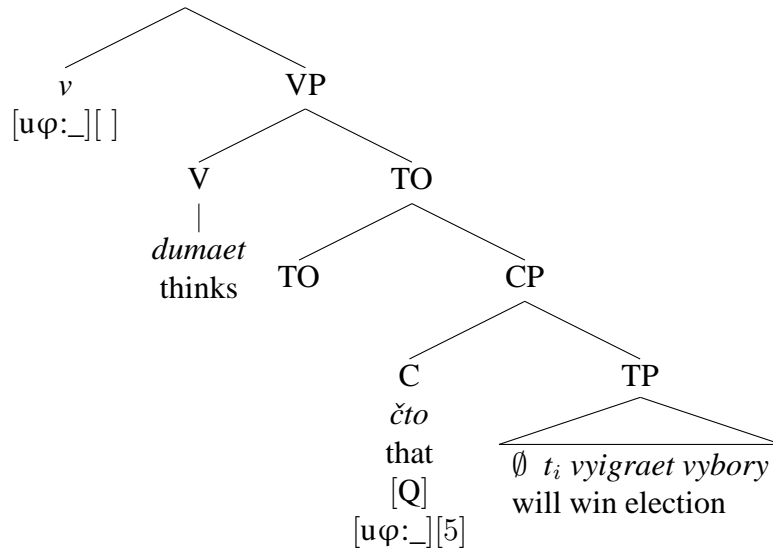 v VP
[uφ:_][ ]
V TO
dumaet
thinks
TO CP
C TP
čto
that
[Q]
[uφ:_][5]
∅ tᵢ vyigraet vybory
will win election